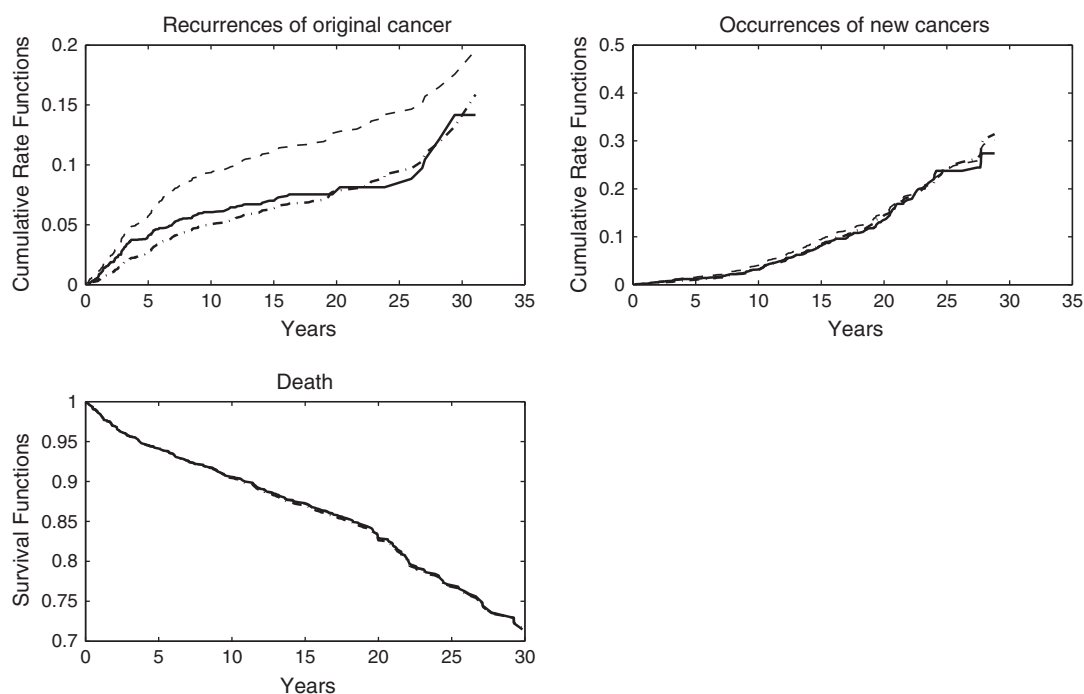 Recurrences of original cancer
Cumulative Rate Functions
0.2
0.15
0.1
0.05
0
0 5 10 15 20 25 30 35
Years
Occurrences of new cancers
Cumulative Rate Functions
0.5
0.4
0.3
0.2
0.1
0
0 5 10 15 20 25 30 35
Years
Death
Survival Functions
1
0.95
0.9
0.85
0.8
0.75
0.7
0 5 10 15 20 25 30
Years